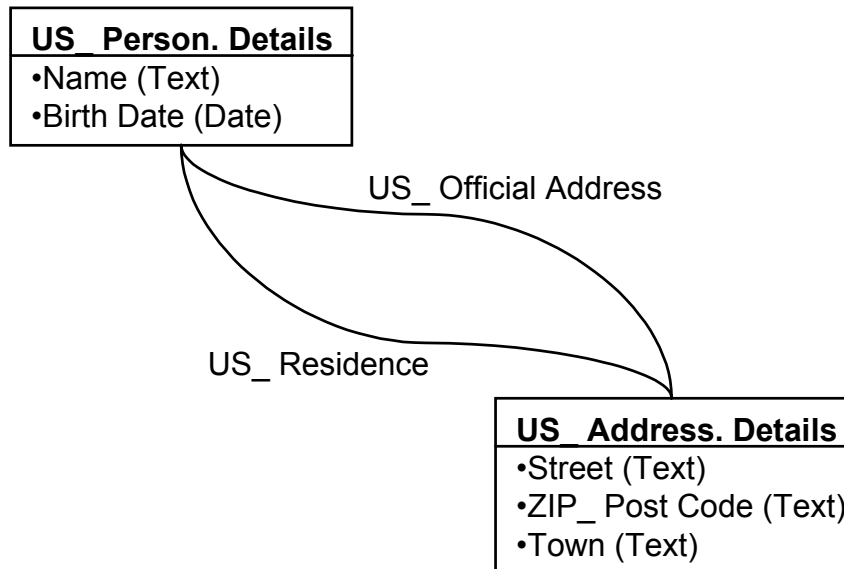 US_ Person. Details
•Name (Text)
•Birth Date (Date)
US_ Official Address
US_ Residence
US_ Address. Details
•Street (Text)
•ZIP_ Post Code (Text)
•Town (Text)